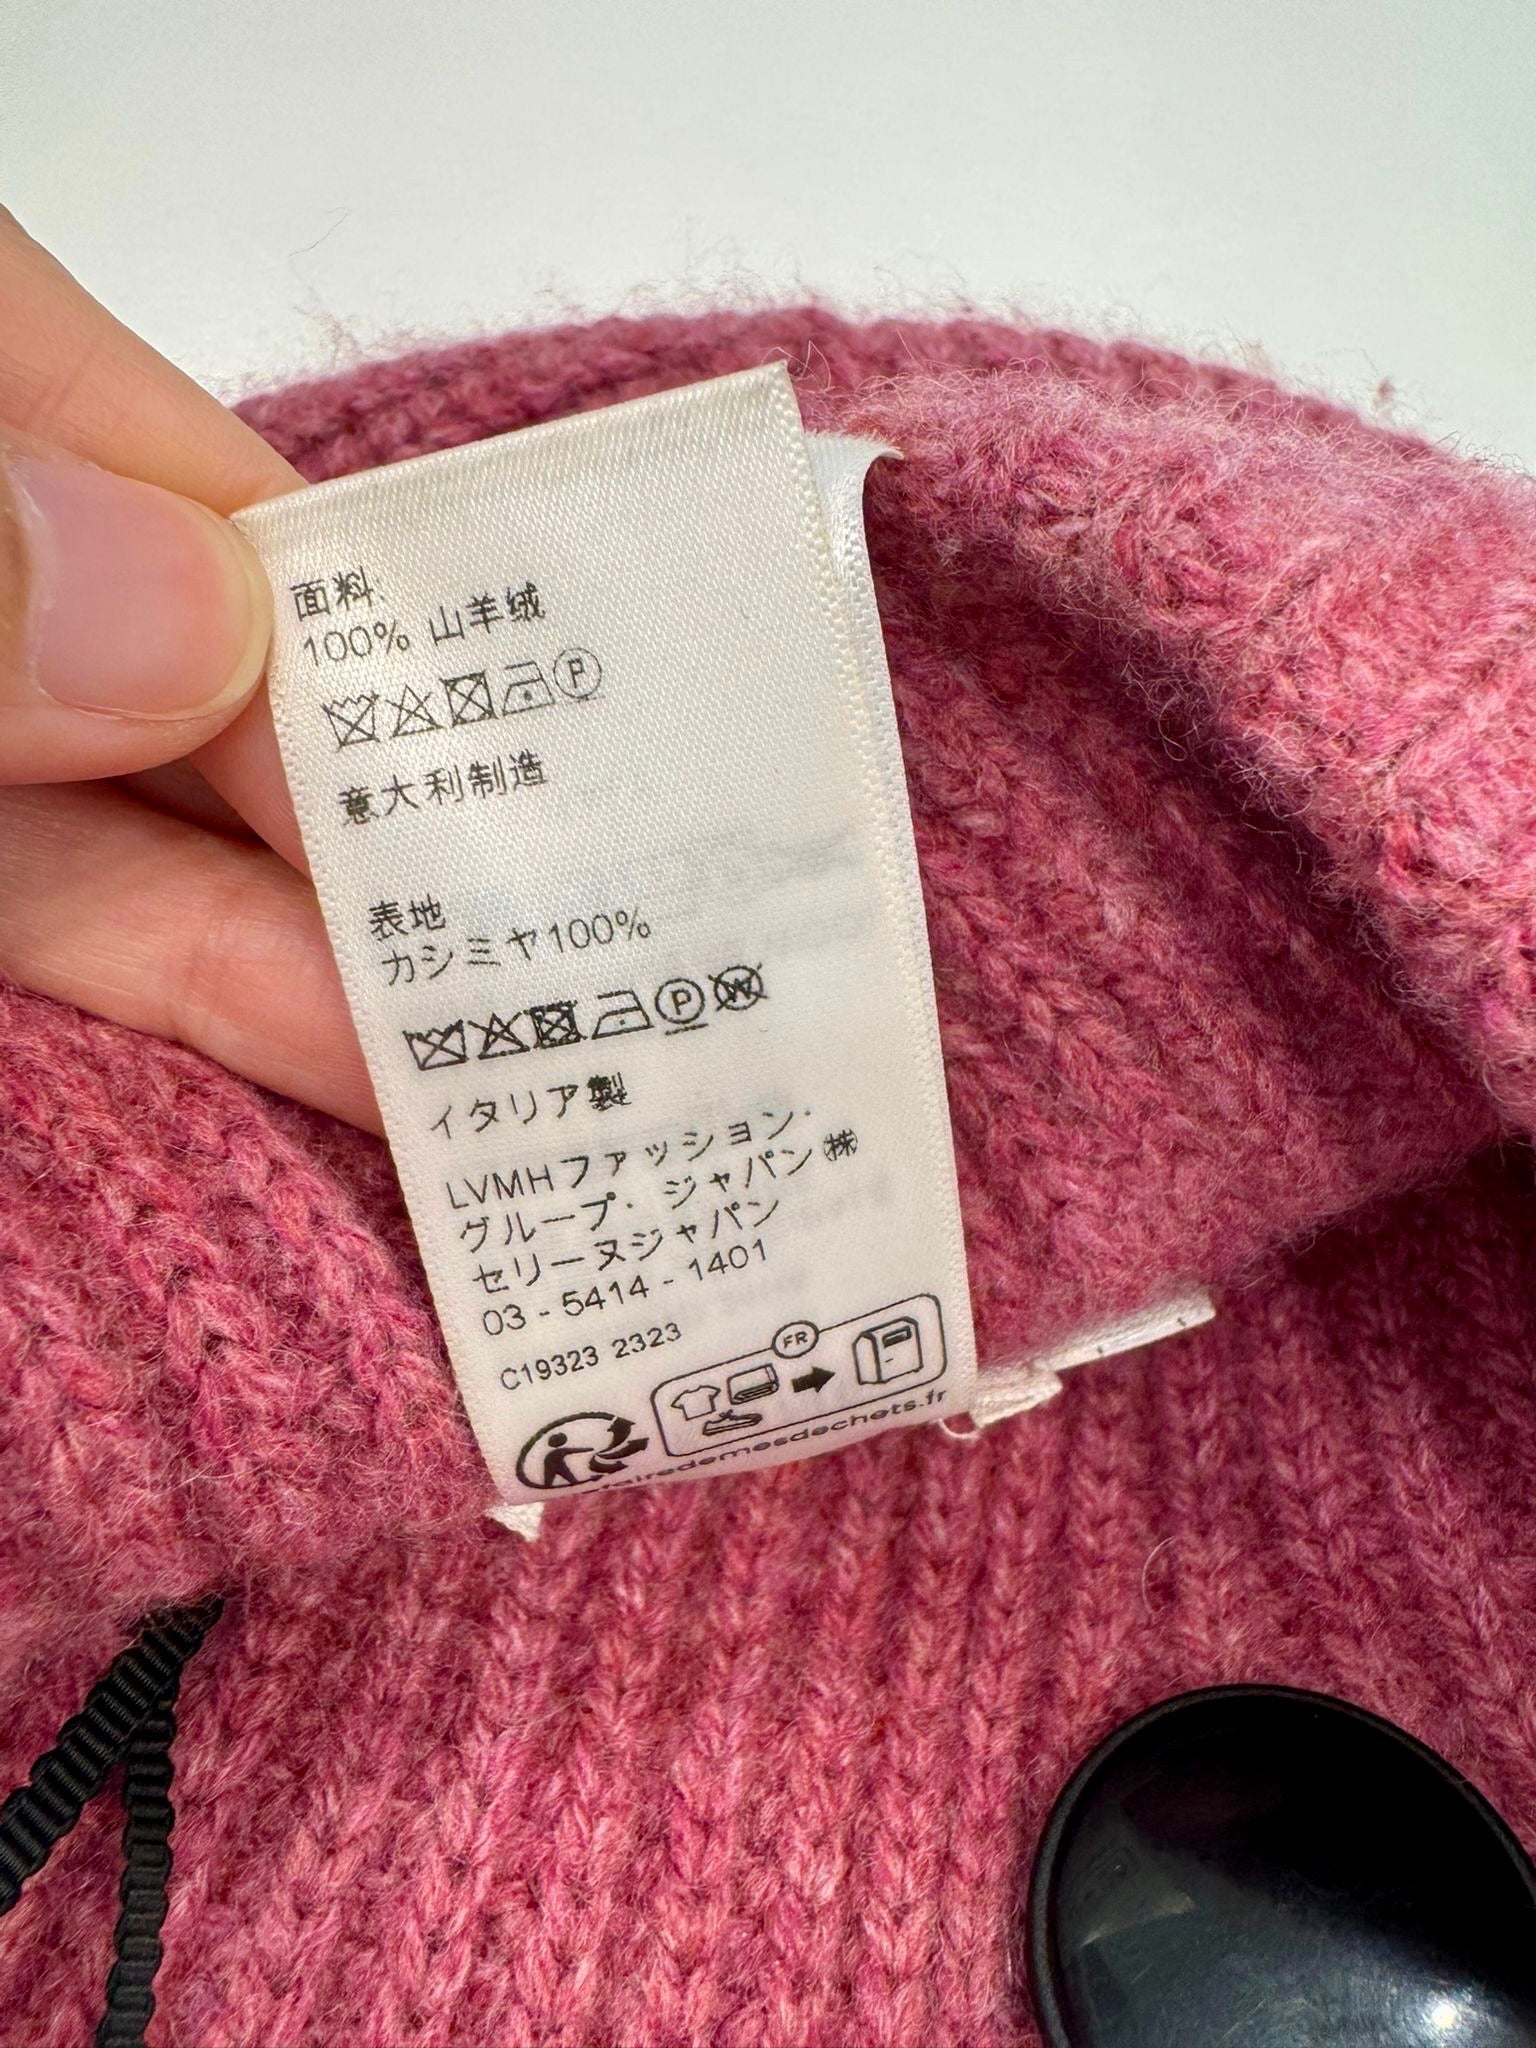 面料:
100% 山羊绒
P
意大利制造
表地
カシミヤ100%
P W
イタリア製
LVMHファッション・
グループ・ジャパン㈱
セリーヌジャパン
03 - 5414 - 1401
C19323 2323
FR
fairedemesdechets.fr